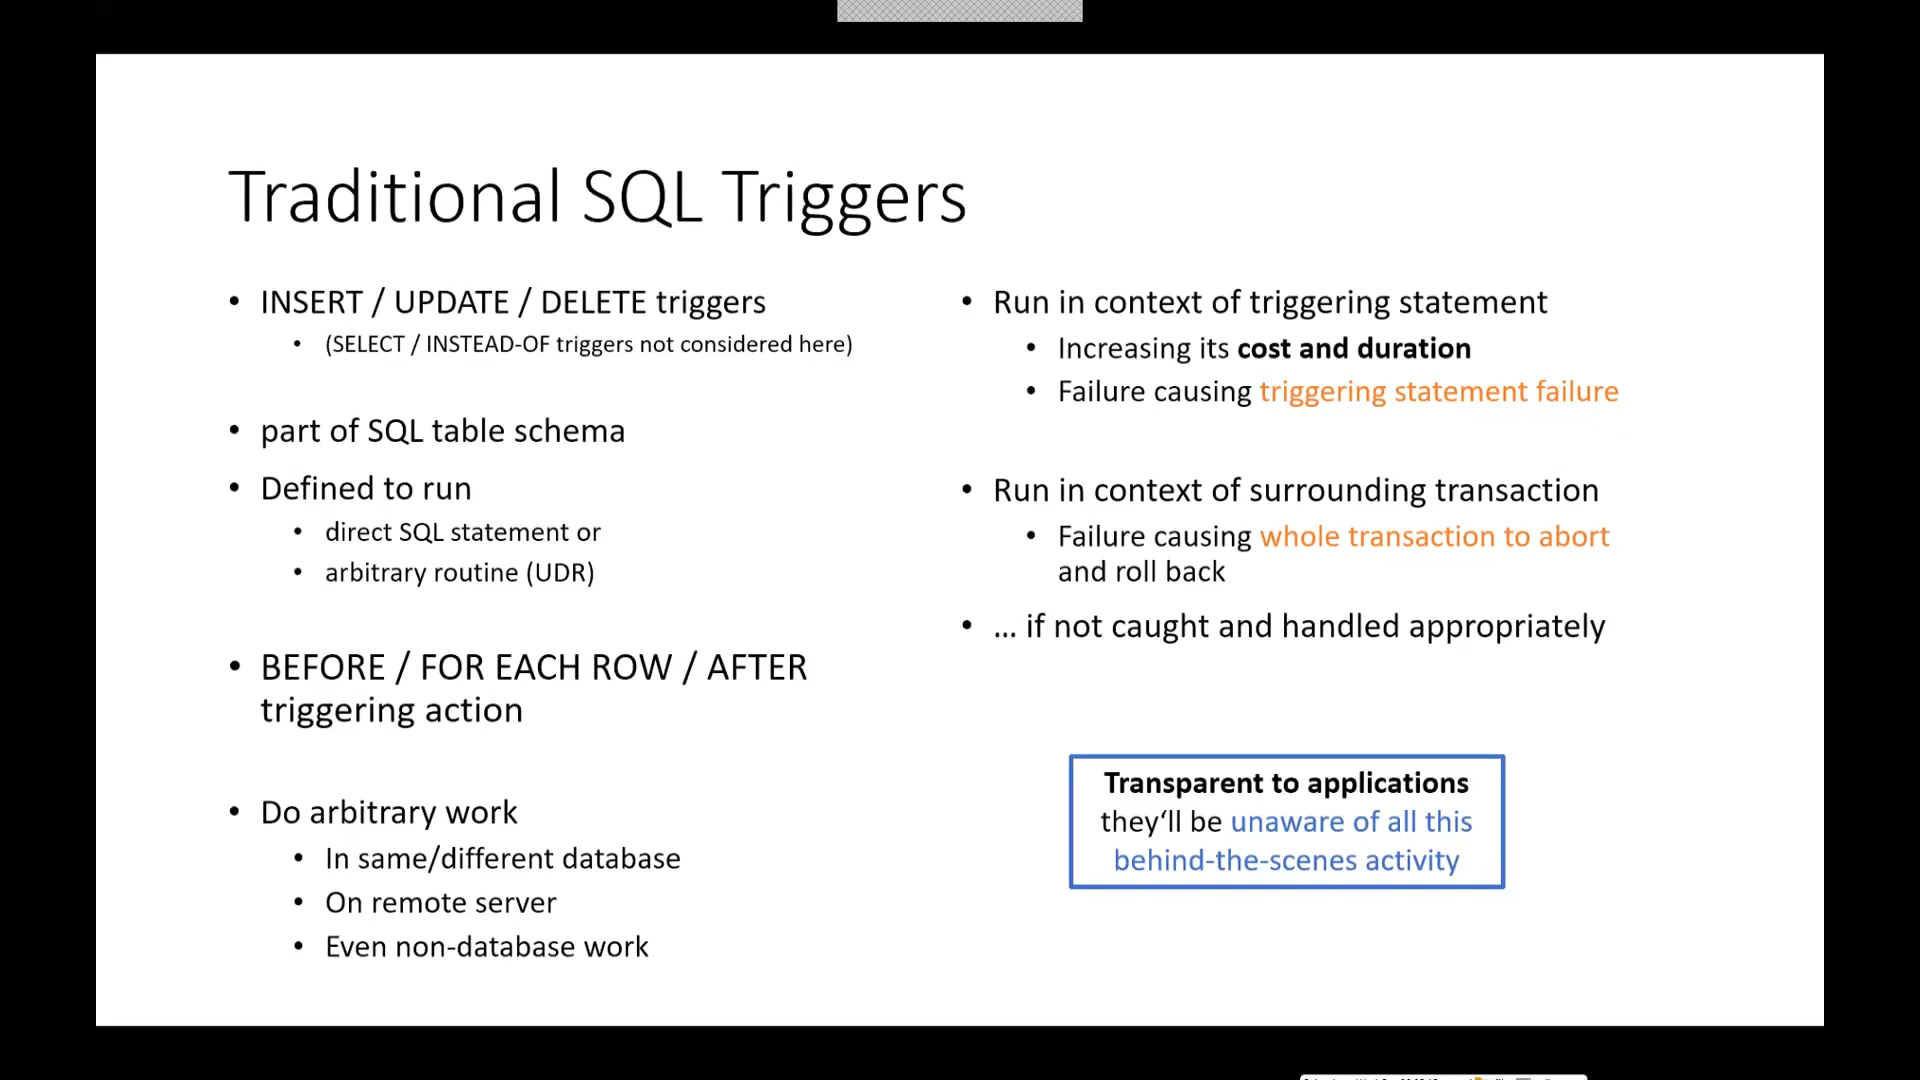 Traditional SQL Triggers
• INSERT / UPDATE / DELETE triggers
• (SELECT / INSTEAD-OF triggers not considered here)
• part of SQL table schema
• Defined to run
• direct SQL statement or
• arbitrary routine (UDR)
• BEFORE / FOR EACH ROW / AFTER
triggering action
• Do arbitrary work
• In same/different database
• On remote server
• Even non-database work
• Run in context of triggering statement
• Increasing its cost and duration
• Failure causing triggering statement failure
• Run in context of surrounding transaction
• Failure causing whole transaction to abort
and roll back
• ... if not caught and handled appropriately
Transparent to applications
they‘ll be unaware of all this
behind-the-scenes activity